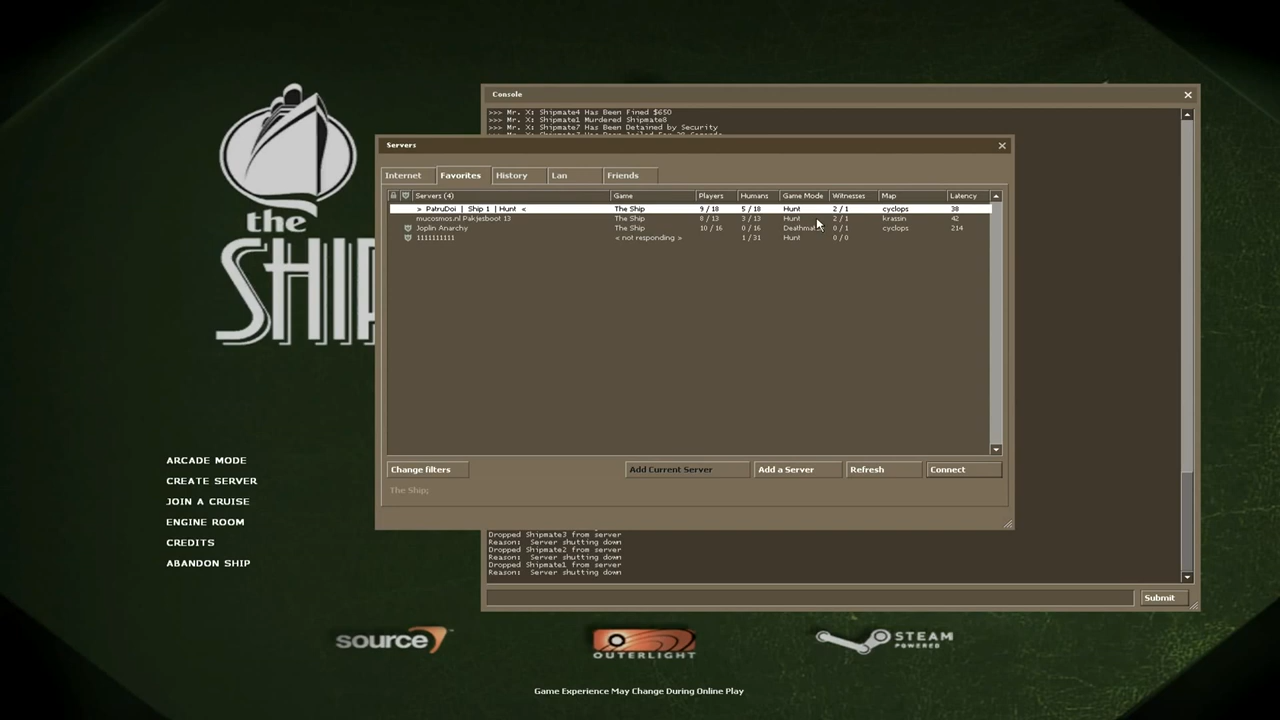 Console
>>> Mr. X: Shipmate4 Has Been Fined $650
>>> Mr. X: Shipmate1 Murdered Shipmate8
>>> Mr. X: Shipmate7 Has Been Detained by Security
Servers
Internet Favorites History Lan Friends
Servers (4) Game Players Humans Game Mode Witnesses Map Latency
> PatruDoi | Ship 1 | Hunt < The Ship 9 / 18 5 / 18 Hunt 2 / 1 cyclops 38
mucosmos.nl Pakjesboot 13 The Ship 8 / 13 3 / 13 Hunt 2 / 1 krassin 42
Joplin Anarchy The Ship 10 / 16 0 / 16 Deathmat... 0 / 1 cyclops 214
1111111111 < not responding > 1 / 31 Hunt 0 / 0
the
SHIP
Change filters Add Current Server Add a Server Refresh Connect
The Ship;
ARCADE MODE
CREATE SERVER
JOIN A CRUISE
ENGINE ROOM
CREDITS
ABANDON SHIP
Dropped Shipmate3 from server
Reason: Server shutting down
Dropped Shipmate2 from server
Reason: Server shutting down
Dropped Shipmate1 from server
Reason: Server shutting down
Submit
source
OUTERLIGHT
STEAM
POWERED
Game Experience May Change During Online Play